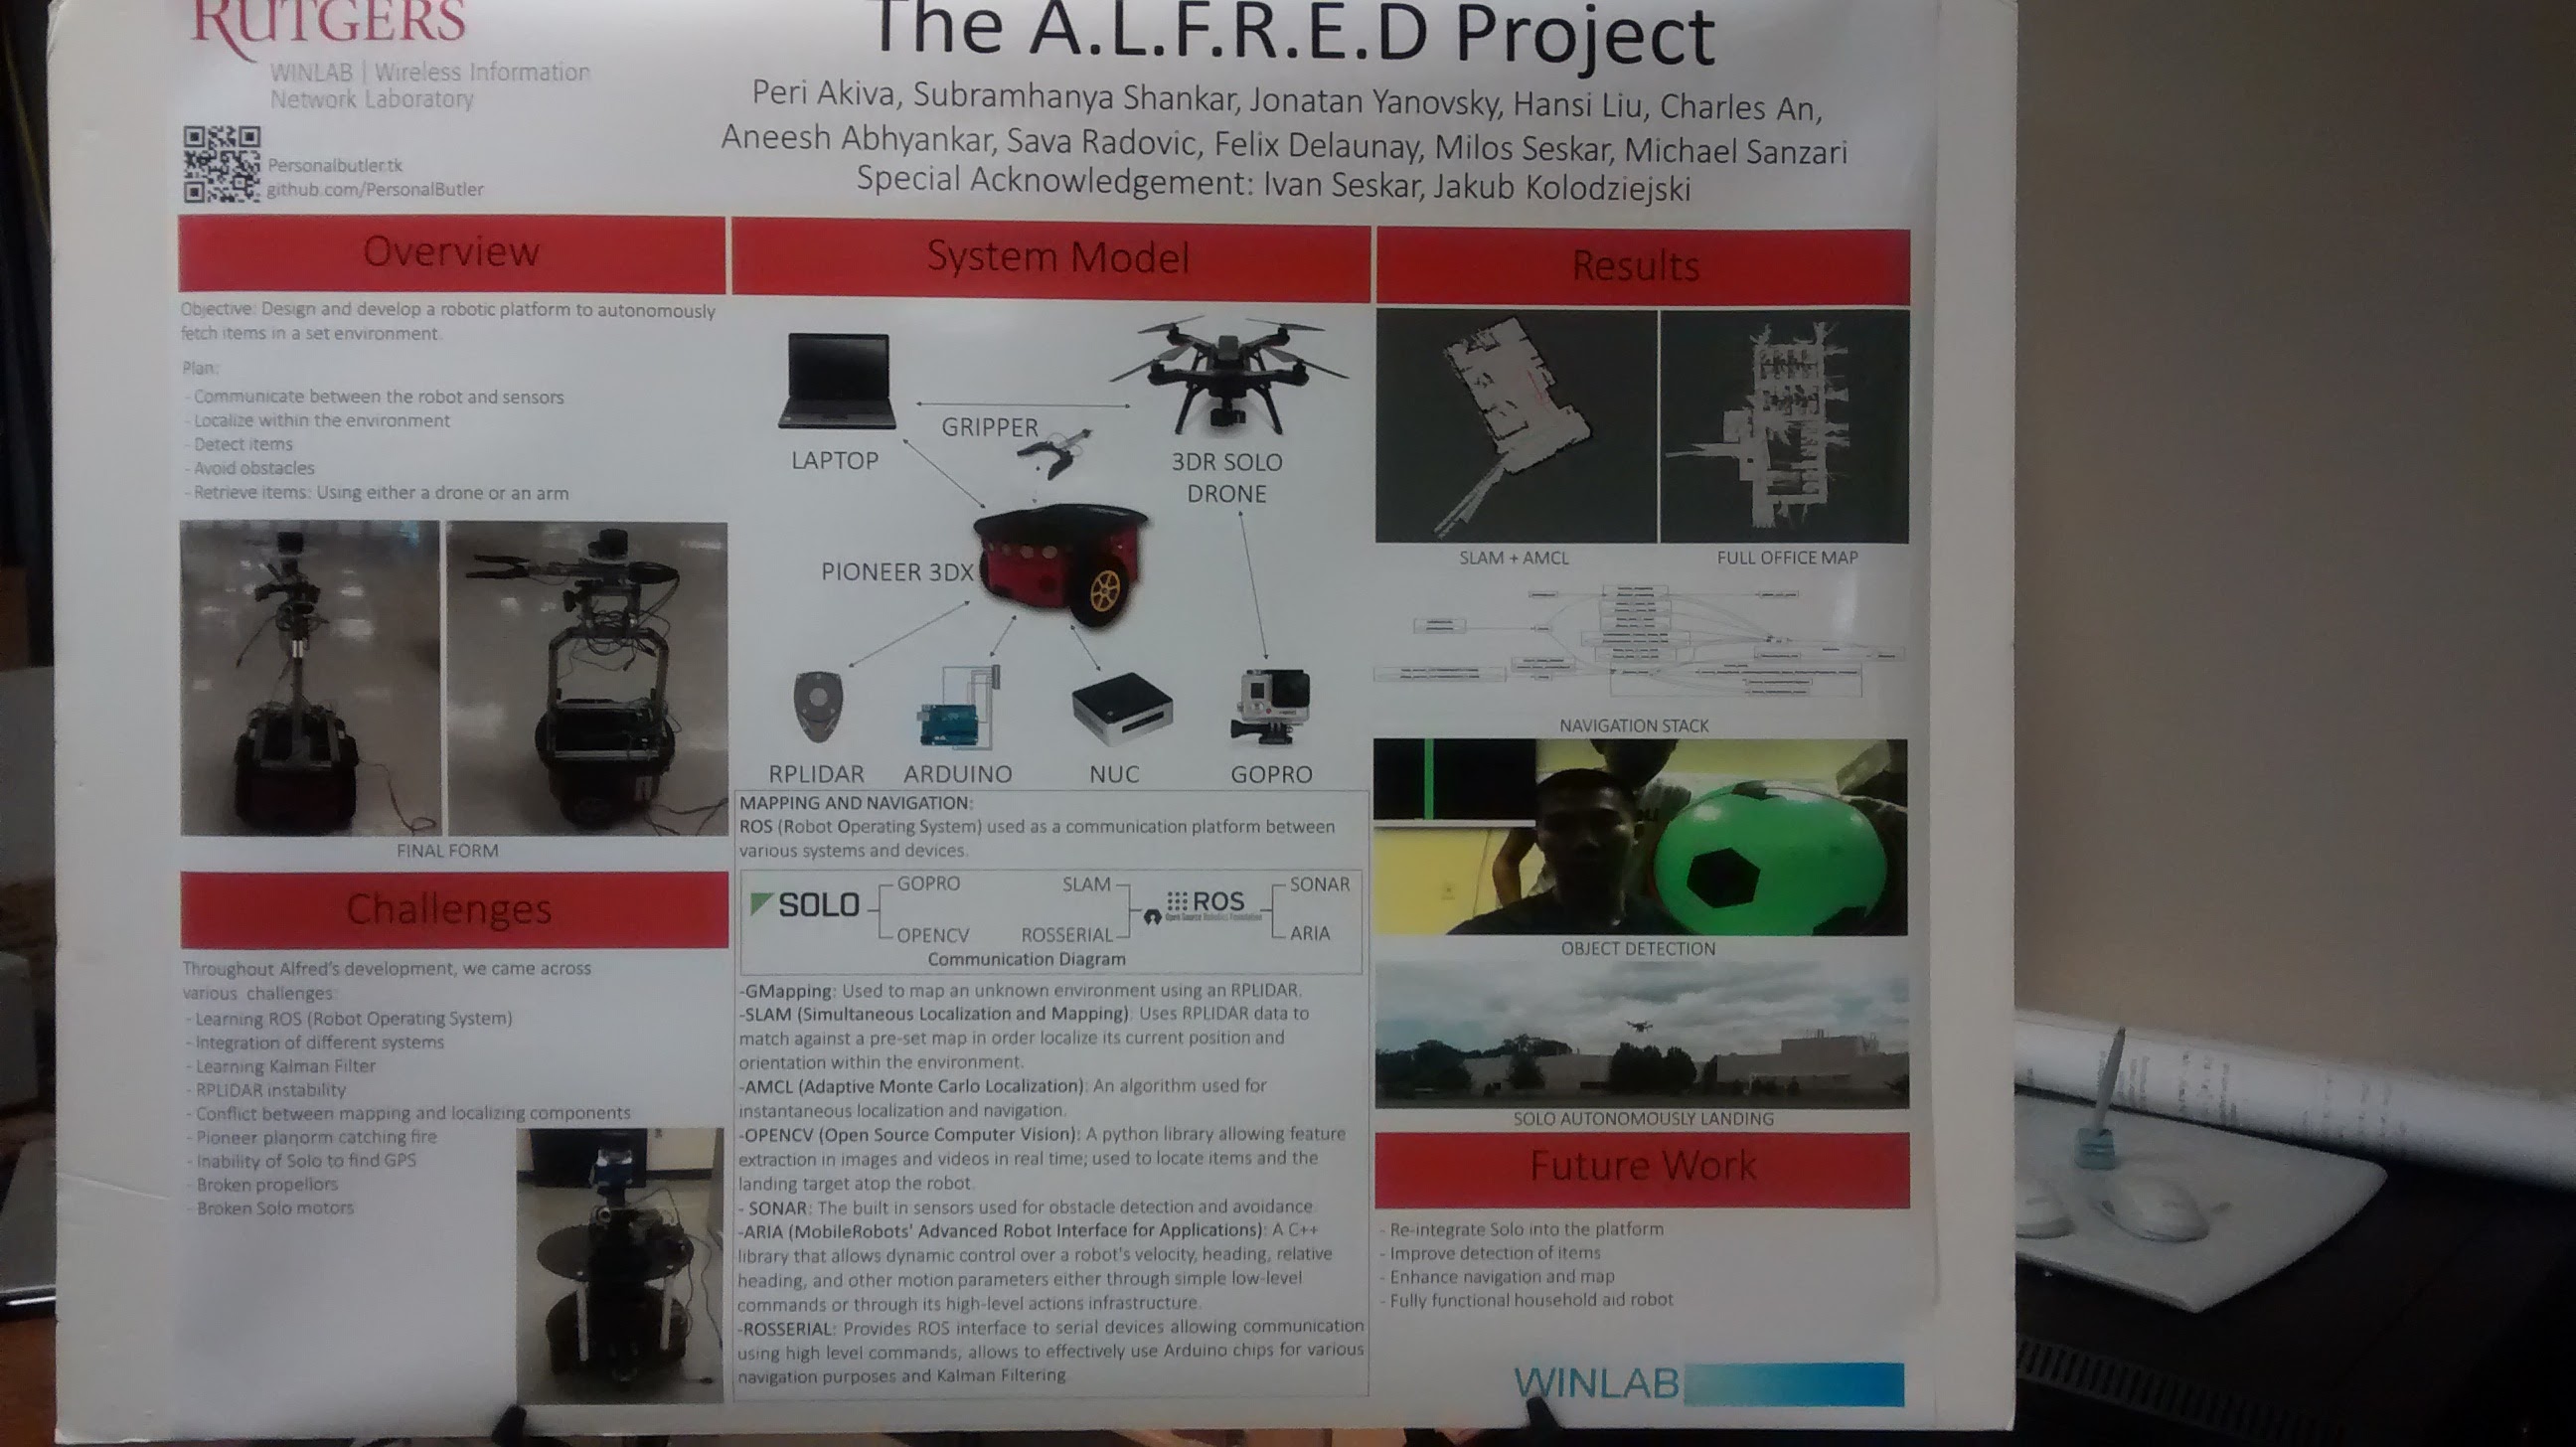 RUTGERS
WINLAB | Wireless Information
Network Laboratory
Personalbutler.tk
github.com/PersonalButler
The A.L.F.R.E.D Project
Peri Akiva, Subramhanya Shankar, Jonatan Yanovsky, Hansi Liu, Charles An,
Aneesh Abhyankar, Sava Radovic, Felix Delaunay, Milos Seskar, Michael Sanzari
Special Acknowledgement: Ivan Seskar, Jakub Kolodziejski
Overview
Objective: Design and develop a robotic platform to autonomously
fetch items in a set environment.
Plan:
- Communicate between the robot and sensors
- Localize within the environment
- Detect items
- Avoid obstacles
- Retrieve items: Using either a drone or an arm
FINAL FORM
Challenges
Throughout Alfred's development, we came across
various challenges:
- Learning ROS (Robot Operating System)
- Integration of different systems
- Learning Kalman Filter
- RPLIDAR instability
- Conflict between mapping and localizing components
- Pioneer planorm catching fire
- Inability of Solo to find GPS
- Broken propellors
- Broken Solo motors
System Model
LAPTOP
GRIPPER
3DR SOLO
DRONE
PIONEER 3DX
RPLIDAR
ARDUINO
NUC
GOPRO
MAPPING AND NAVIGATION:
ROS (Robot Operating System) used as a communication platform between
various systems and devices.
SOLO
GOPRO
OPENCV
SLAM
ROSSERIAL
ROS
Open Source Robotics Foundation
SONAR
ARIA
Communication Diagram
-GMapping: Used to map an unknown environment using an RPLIDAR.
-SLAM (Simultaneous Localization and Mapping): Uses RPLIDAR data to
match against a pre-set map in order localize its current position and
orientation within the environment.
-AMCL (Adaptive Monte Carlo Localization): An algorithm used for
instantaneous localization and navigation.
-OPENCV (Open Source Computer Vision): A python library allowing feature
extraction in images and videos in real time; used to locate items and the
landing target atop the robot.
- SONAR: The built in sensors used for obstacle detection and avoidance.
-ARIA (MobileRobots' Advanced Robot Interface for Applications): A C++
library that allows dynamic control over a robot's velocity, heading, relative
heading, and other motion parameters either through simple low-level
commands or through its high-level actions infrastructure.
-ROSSERIAL: Provides ROS interface to serial devices allowing communication
using high level commands, allows to effectively use Arduino chips for various
navigation purposes and Kalman Filtering
Results
SLAM + AMCL
FULL OFFICE MAP
NAVIGATION STACK
OBJECT DETECTION
SOLO AUTONOMOUSLY LANDING
Future Work
- Re-integrate Solo into the platform
- Improve detection of items
- Enhance navigation and map
- Fully functional household aid robot
WINLAB